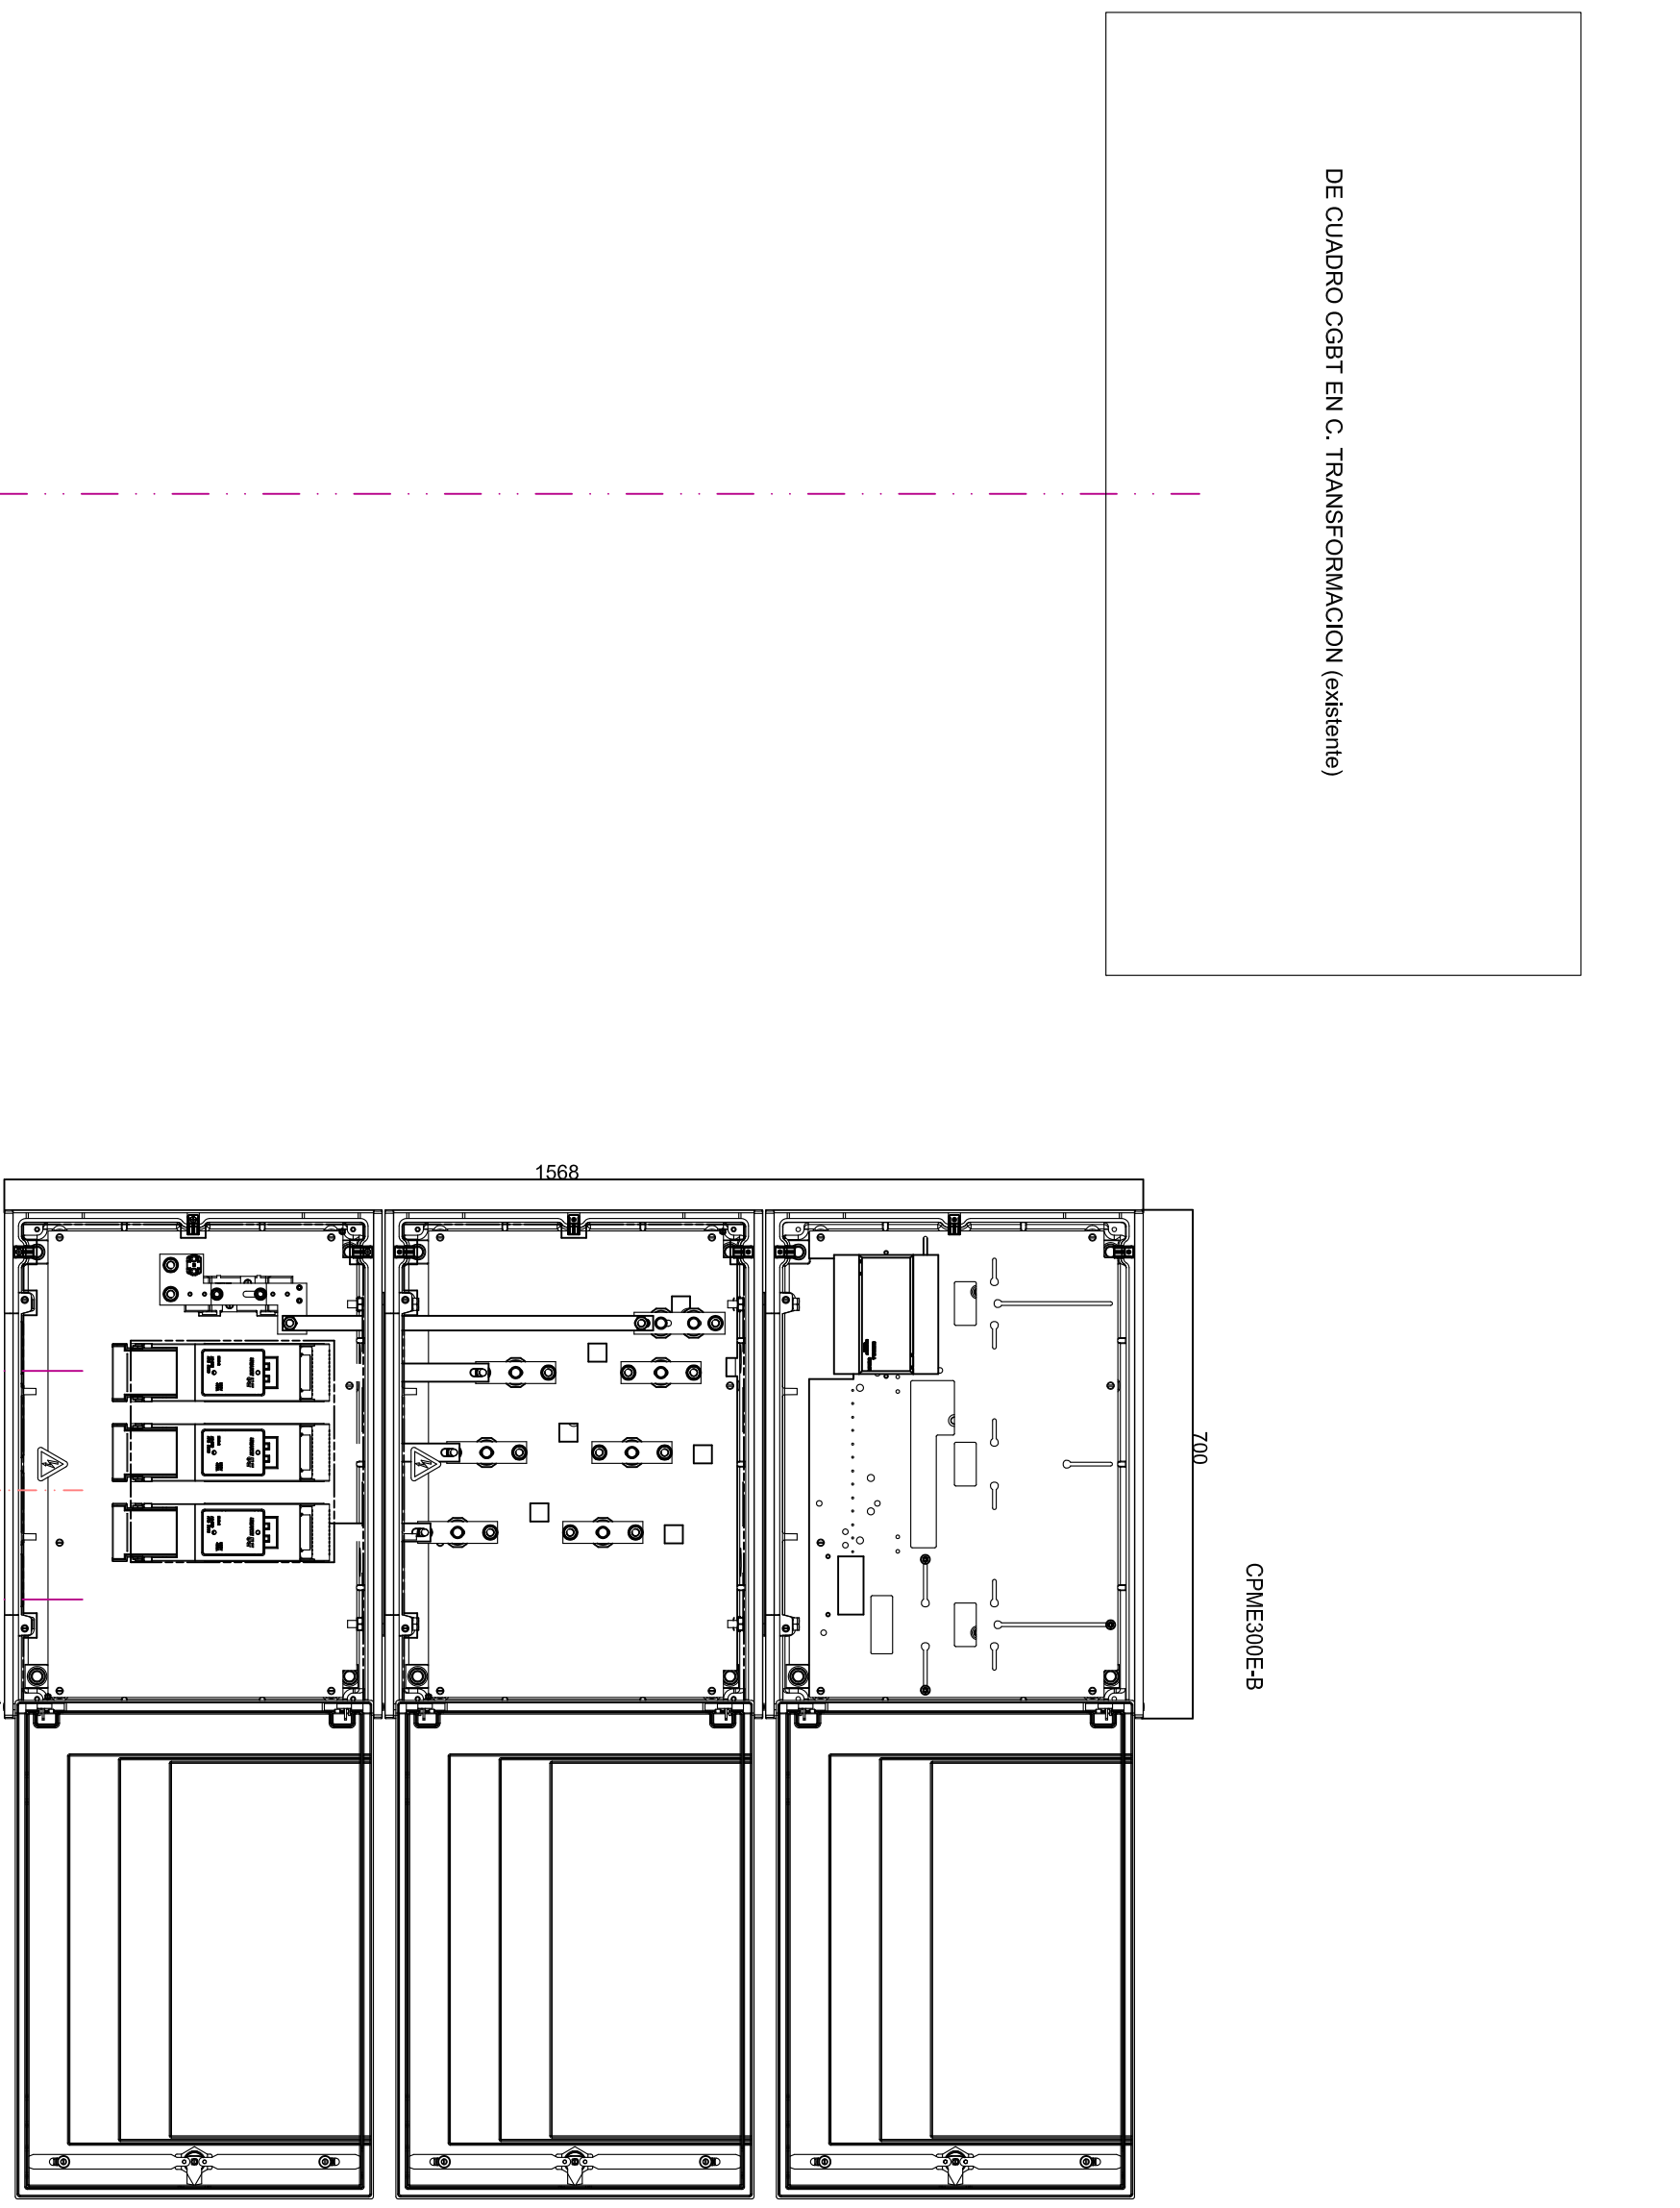 DE CUADRO CGBT EN C. TRANSFORMACION (existente)
1568
700
CPME300E-B